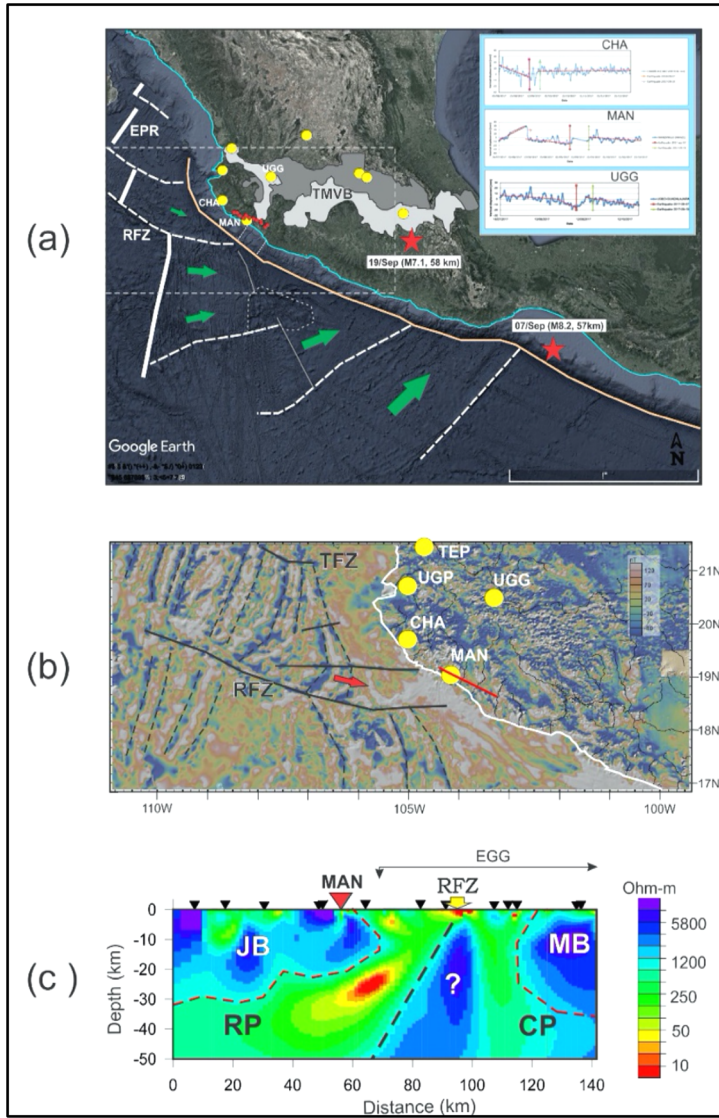 (a)
CHA
MAN
UGG
EPR
UGG
TMVB
CHA
MAN
RFZ
19/Sep (M7.1, 58 km)
07/Sep (M8.2, 57km)
Google Earth
N
(b)
TFZ
TEP
UGP
UGG
CHA
MAN
RFZ
21N
20N
19N
18N
17N
110W
105W
100W
(c )
EGG
MAN
RFZ
Ohm-m
0
-10
-20
-30
-40
-50
Depth (km)
JB
MB
?
RP
CP
5800
1200
250
50
10
0
20
40
60
80
100
120
140
Distance (km)